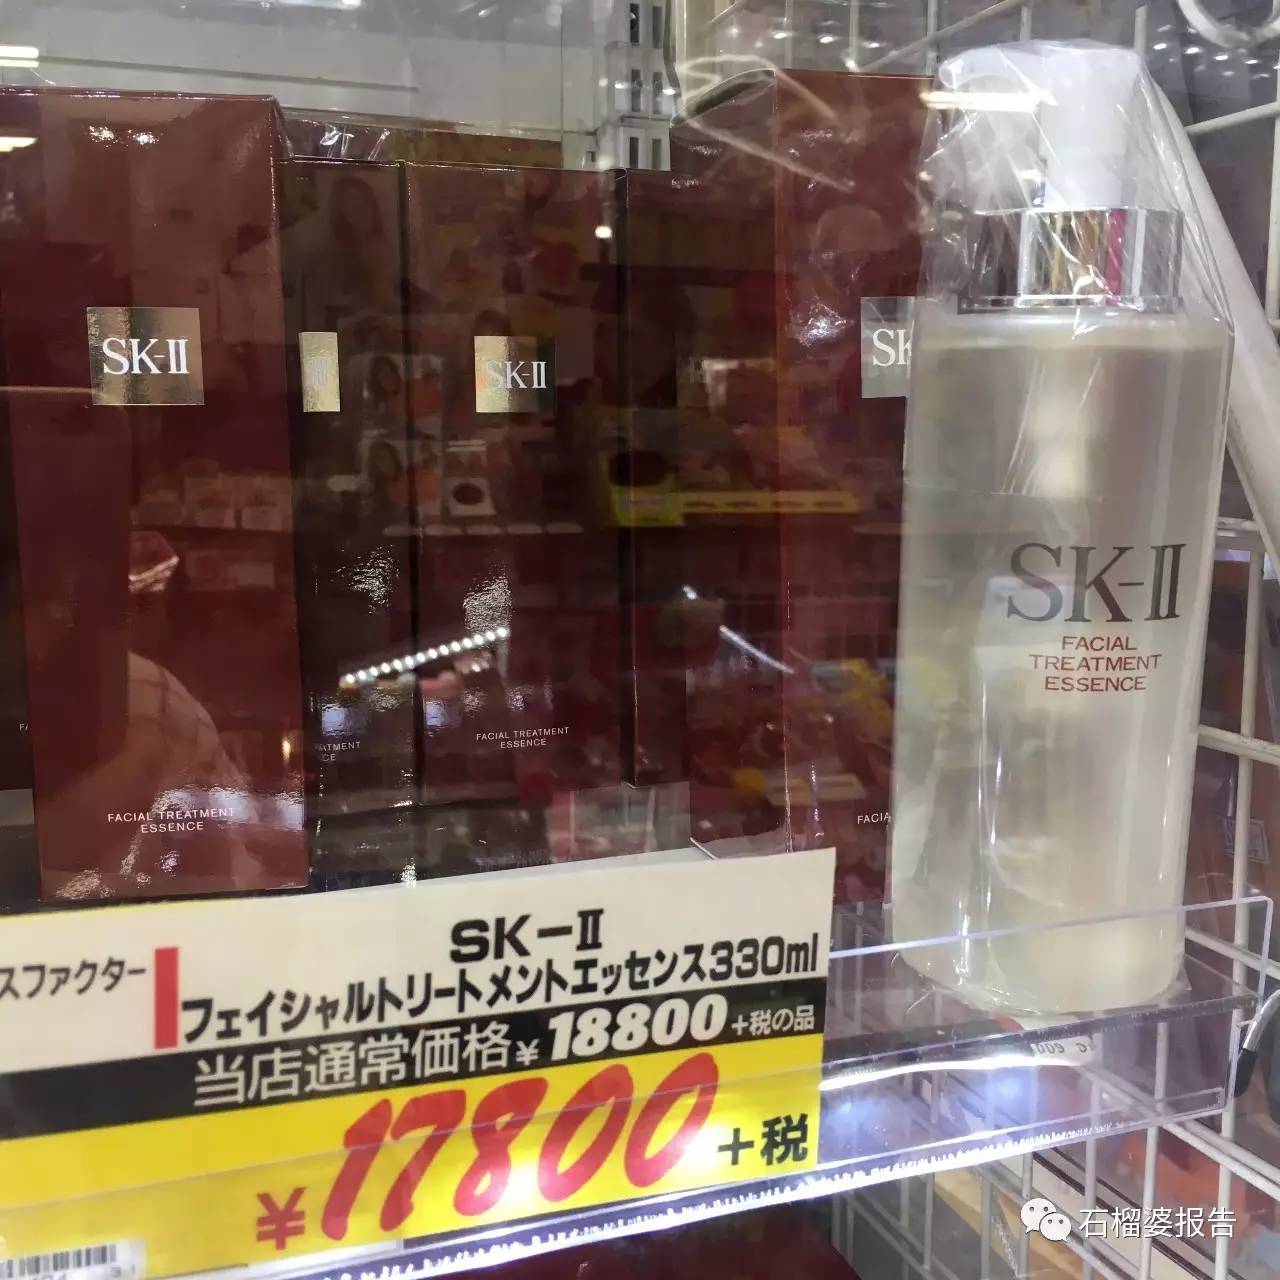 SK-II
SK-II
FACIAL TREATMENT
ESSENCE
FACIAL TREATMENT
ESSENCE
SK-II
FACIAL
TREATMENT
ESSENCE
SK-II
スファクター
フェイシャルトリートメントエッセンス330ml
当店通常価格¥18800+税の品
¥17800+税
石榴婆报告